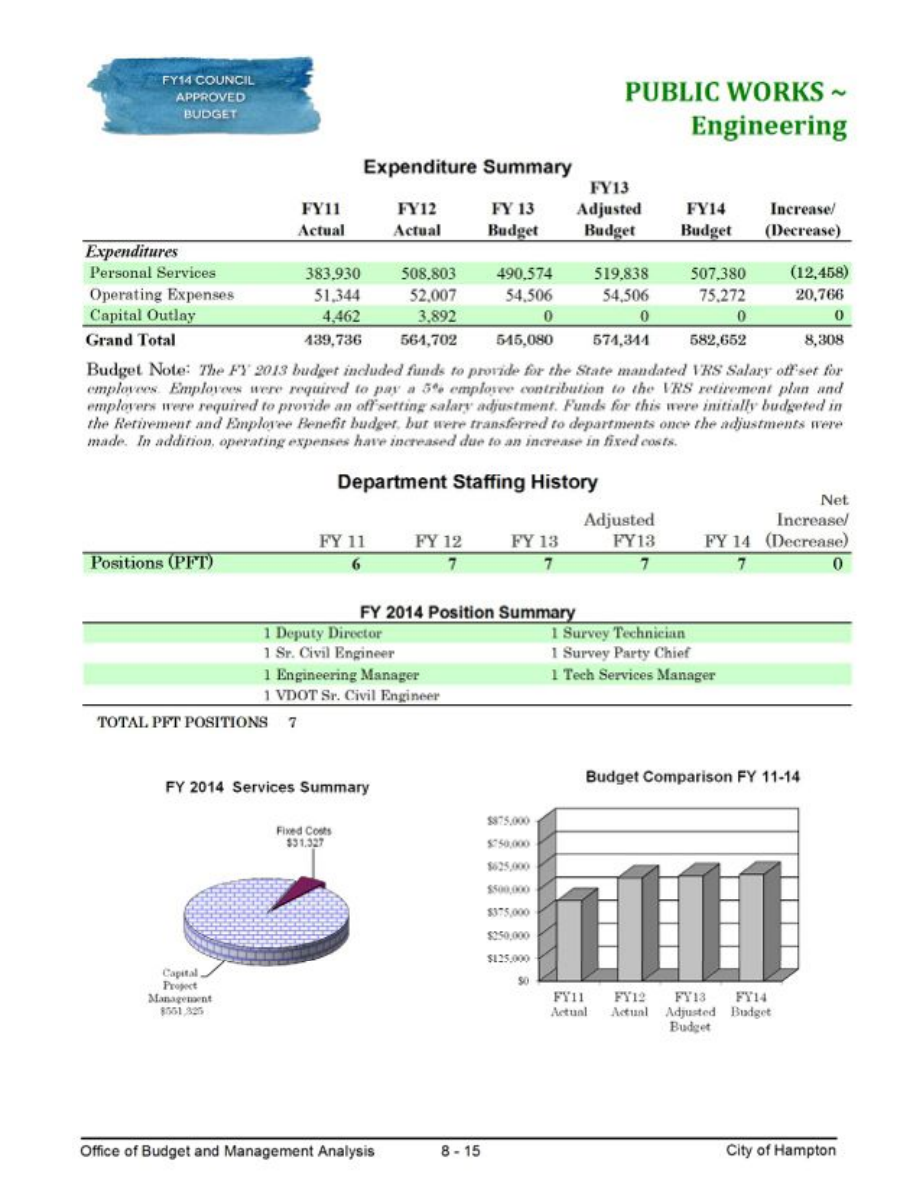 FY14 COUNCIL
APPROVED
BUDGET
PUBLIC WORKS ~
Engineering
Expenditure Summary
FY11 Actual FY12 Actual FY 13 Budget FY13 Adjusted Budget FY14 Budget Increase/ (Decrease)
Expenditures
Personal Services 383,930 508,803 490,574 519,838 507,380 (12,458)
Operating Expenses 51,344 52,007 54,506 54,506 75,272 20,766
Capital Outlay 4,462 3,892 0 0 0 0
Grand Total 439,736 564,702 545,080 574,344 582,652 8,308
Budget Note: The FY 2013 budget included funds to provide for the State mandated VRS Salary off set for
employees. Employees were required to pay a 5% employee contribution to the VRS retirement plan and
employers were required to provide an off setting salary adjustment. Funds for this were initially budgeted in
the Retirement and Employee Benefit budget, but were transferred to departments once the adjustments were
made. In addition, operating expenses have increased due to an increase in fixed costs.
Department Staffing History
FY 11 FY 12 FY 13 Adjusted FY13 FY 14 Net Increase/ (Decrease)
Positions (PFT) 6 7 7 7 7 0
FY 2014 Position Summary
1 Deputy Director 1 Survey Technician
1 Sr. Civil Engineer 1 Survey Party Chief
1 Engineering Manager 1 Tech Services Manager
1 VDOT Sr. Civil Engineer
TOTAL PFT POSITIONS 7
FY 2014 Services Summary
Fixed Costs
$31,327
Capital
Project
Management
$551,325
Budget Comparison FY 11-14
$875,000
$750,000
$625,000
$500,000
$375,000
$250,000
$125,000
$0
FY11 Actual FY12 Actual FY13 Adjusted Budget FY14 Budget
Office of Budget and Management Analysis 8 - 15 City of Hampton